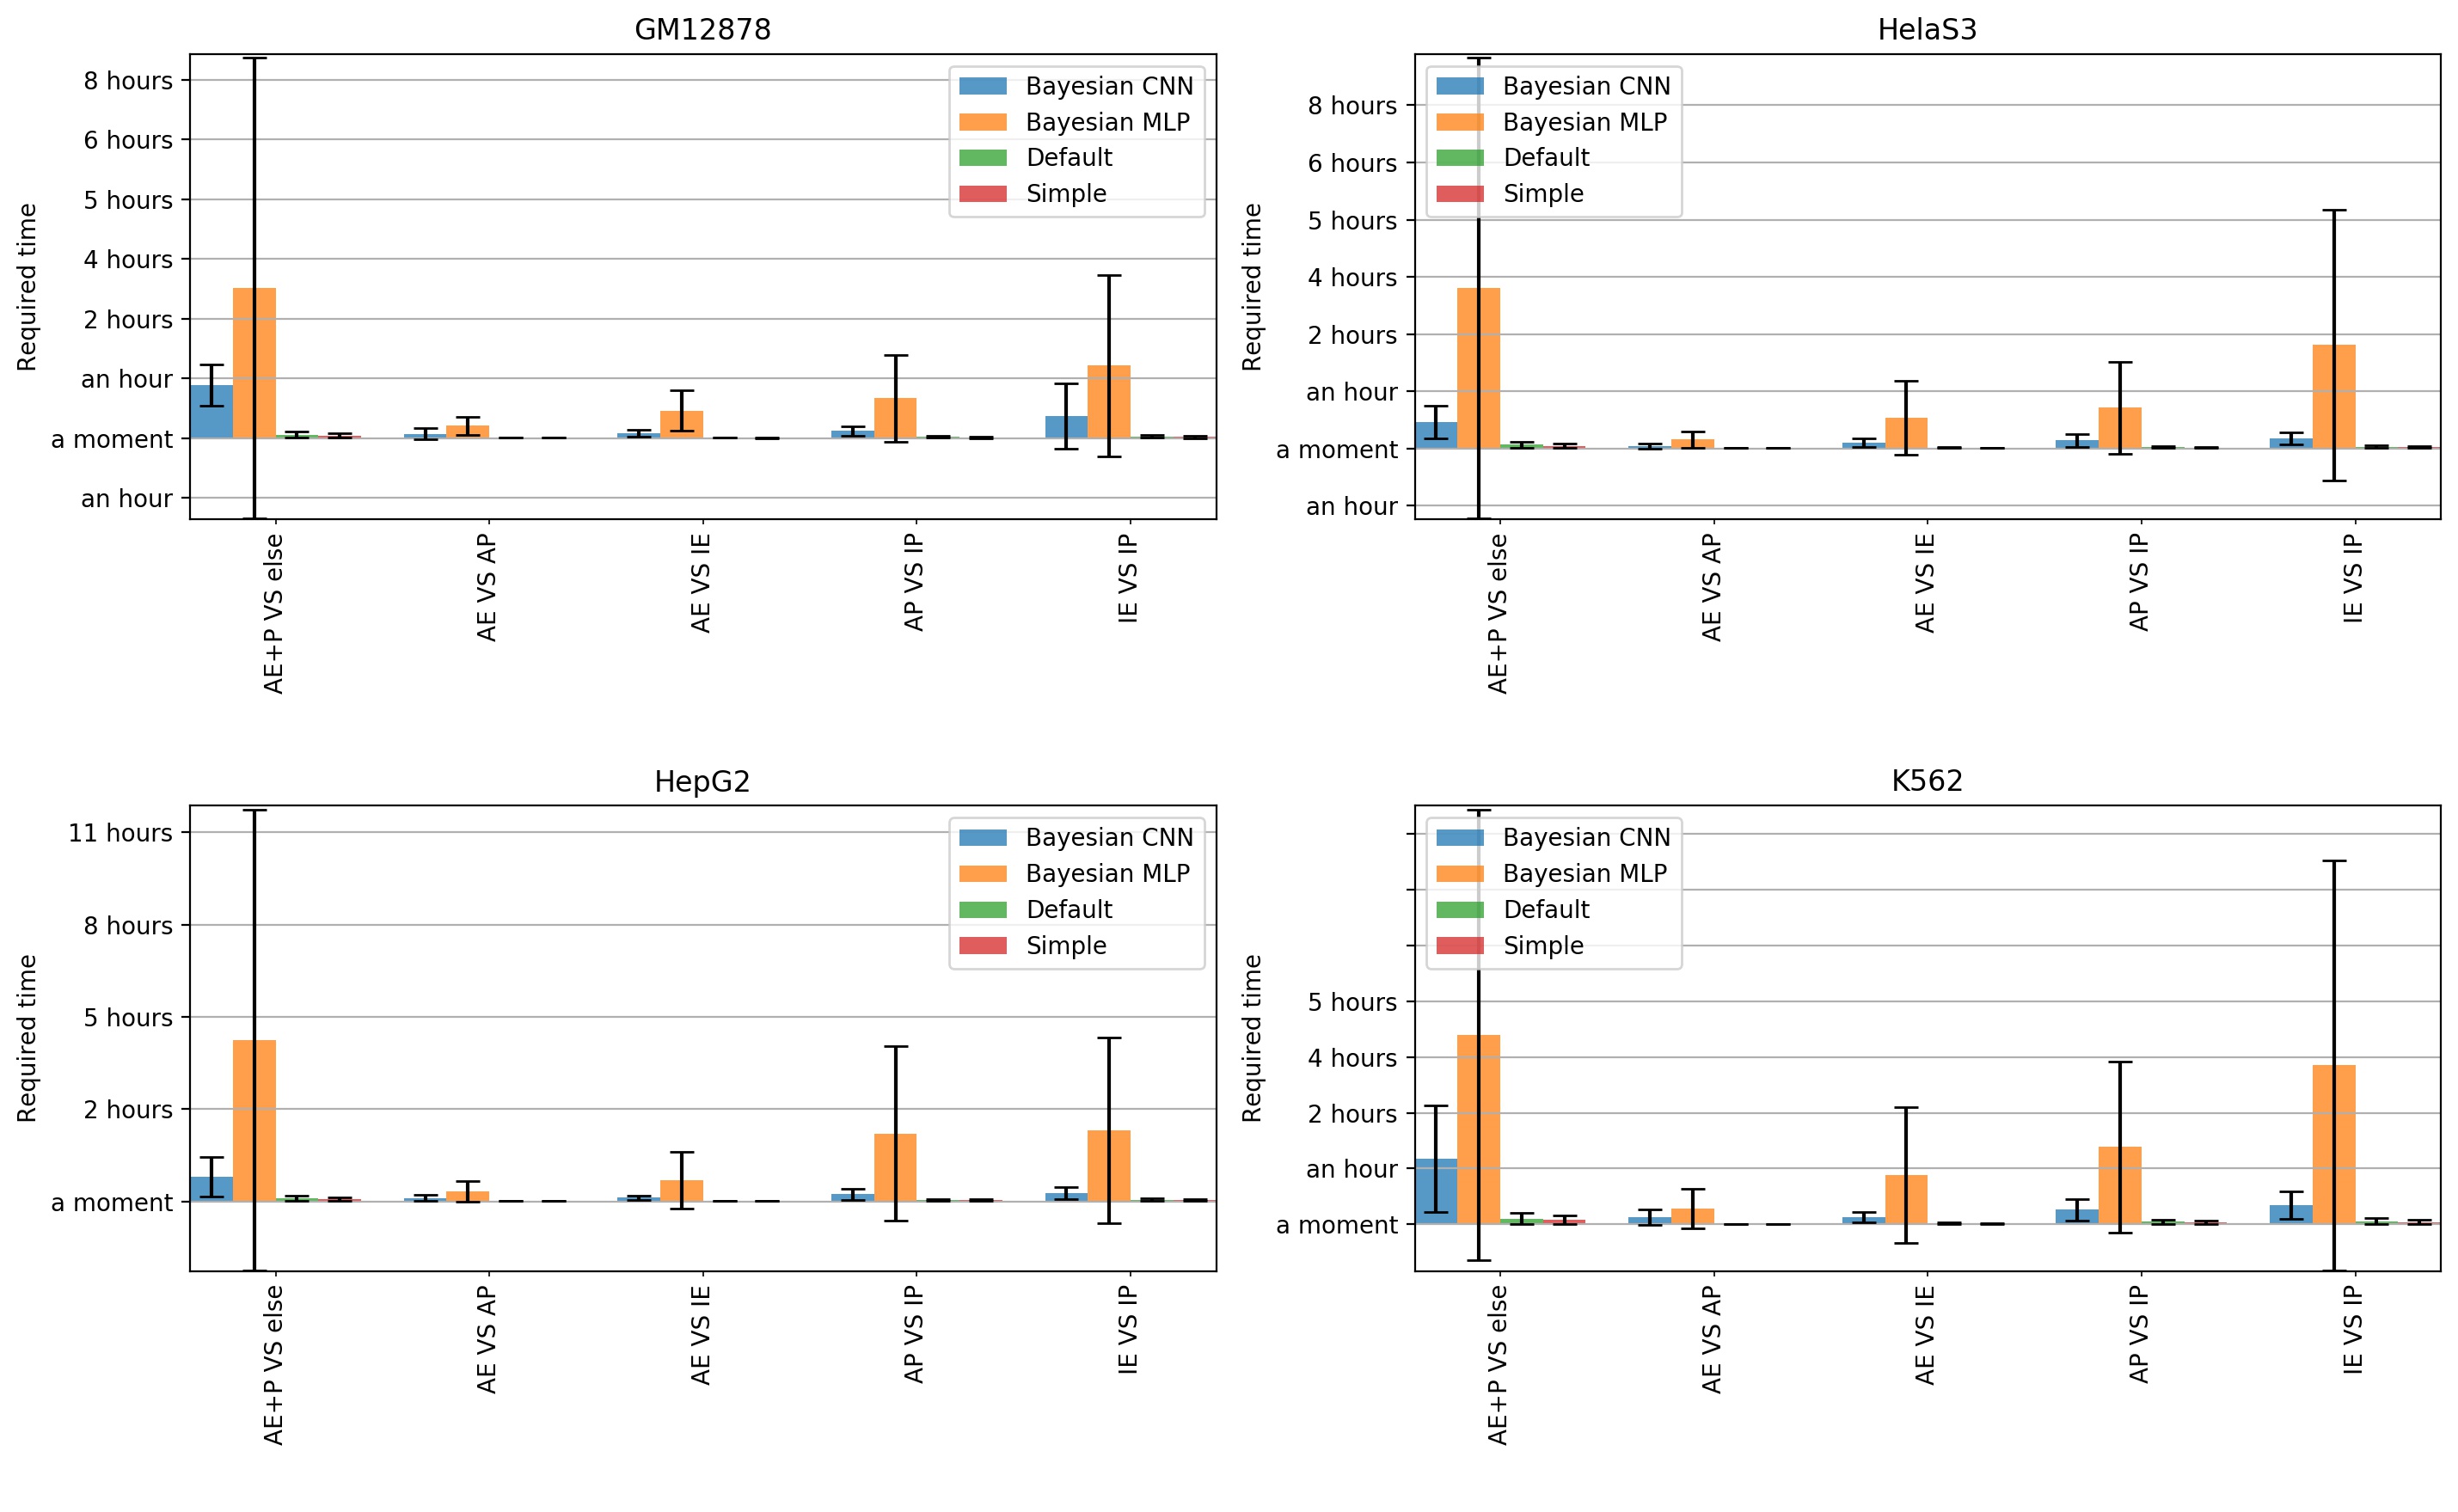 GM12878
Required time
8 hours
6 hours
5 hours
4 hours
2 hours
an hour
a moment
an hour
Bayesian CNN
Bayesian MLP
Default
Simple
AE+P VS else
AE VS AP
AE VS IE
AP VS IP
IE VS IP
HelaS3
Required time
8 hours
6 hours
5 hours
4 hours
2 hours
an hour
a moment
an hour
Bayesian CNN
Bayesian MLP
Default
Simple
AE+P VS else
AE VS AP
AE VS IE
AP VS IP
IE VS IP
HepG2
Required time
11 hours
8 hours
5 hours
2 hours
a moment
Bayesian CNN
Bayesian MLP
Default
Simple
AE+P VS else
AE VS AP
AE VS IE
AP VS IP
IE VS IP
K562
Required time
5 hours
4 hours
2 hours
an hour
a moment
Bayesian CNN
Bayesian MLP
Default
Simple
AE+P VS else
AE VS AP
AE VS IE
AP VS IP
IE VS IP